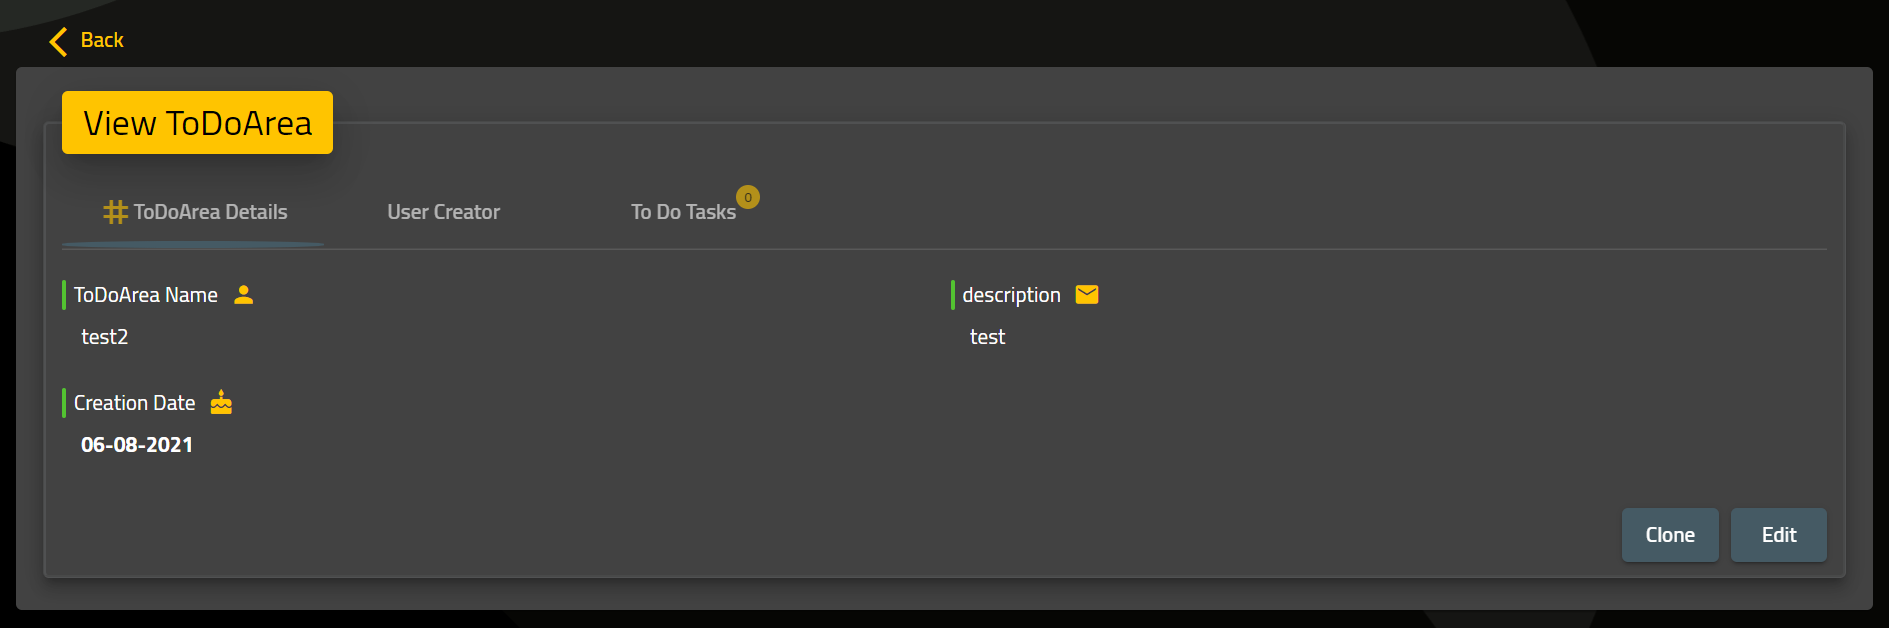 Back
View ToDoArea
ToDoArea Details User Creator To Do Tasks 0
ToDoArea Name description
test2 test
Creation Date
06-08-2021
Clone Edit